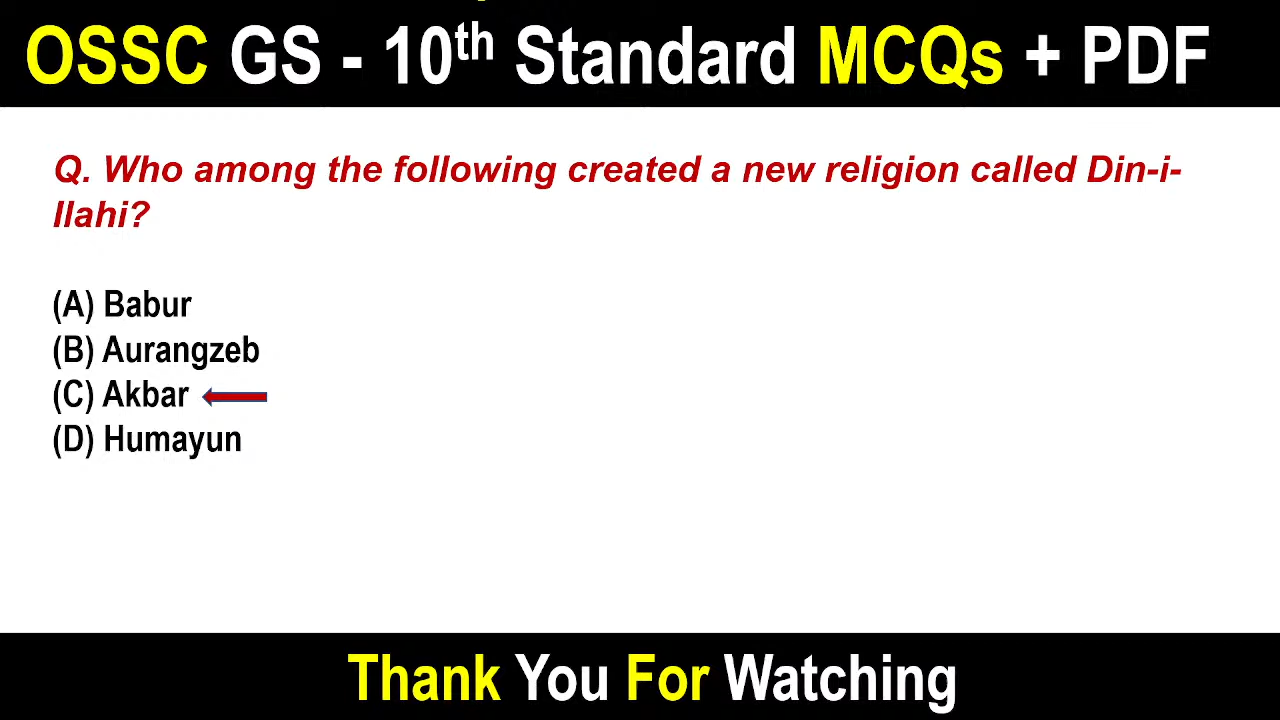 OSSC GS - 10th Standard MCQs + PDF
Q. Who among the following created a new religion called Din-i-
Ilahi?
(A) Babur
(B) Aurangzeb
(C) Akbar
(D) Humayun
Thank You For Watching